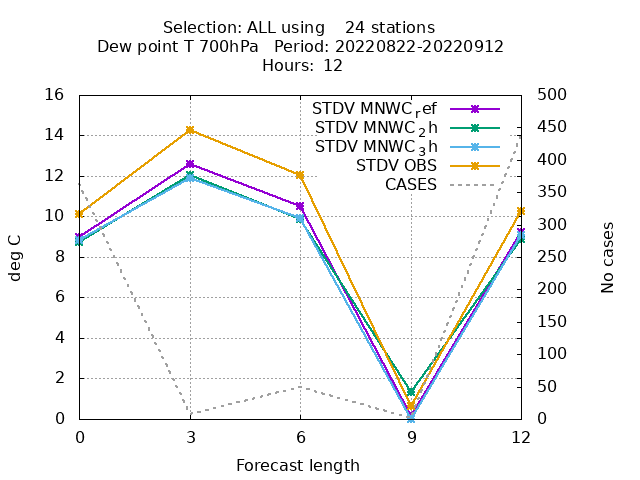 Selection: ALL using    24 stations
Dew point T 700hPa   Period: 20220822-20220912
Hours: 12
16
14
12
10
8
6
4
2
0
deg C
STDV MNWC_ref
STDV MNWC_2h
STDV MNWC_3h
STDV OBS
CASES
500
450
400
350
300
250
200
150
100
50
0
No cases
0 3 6 9 12
Forecast length